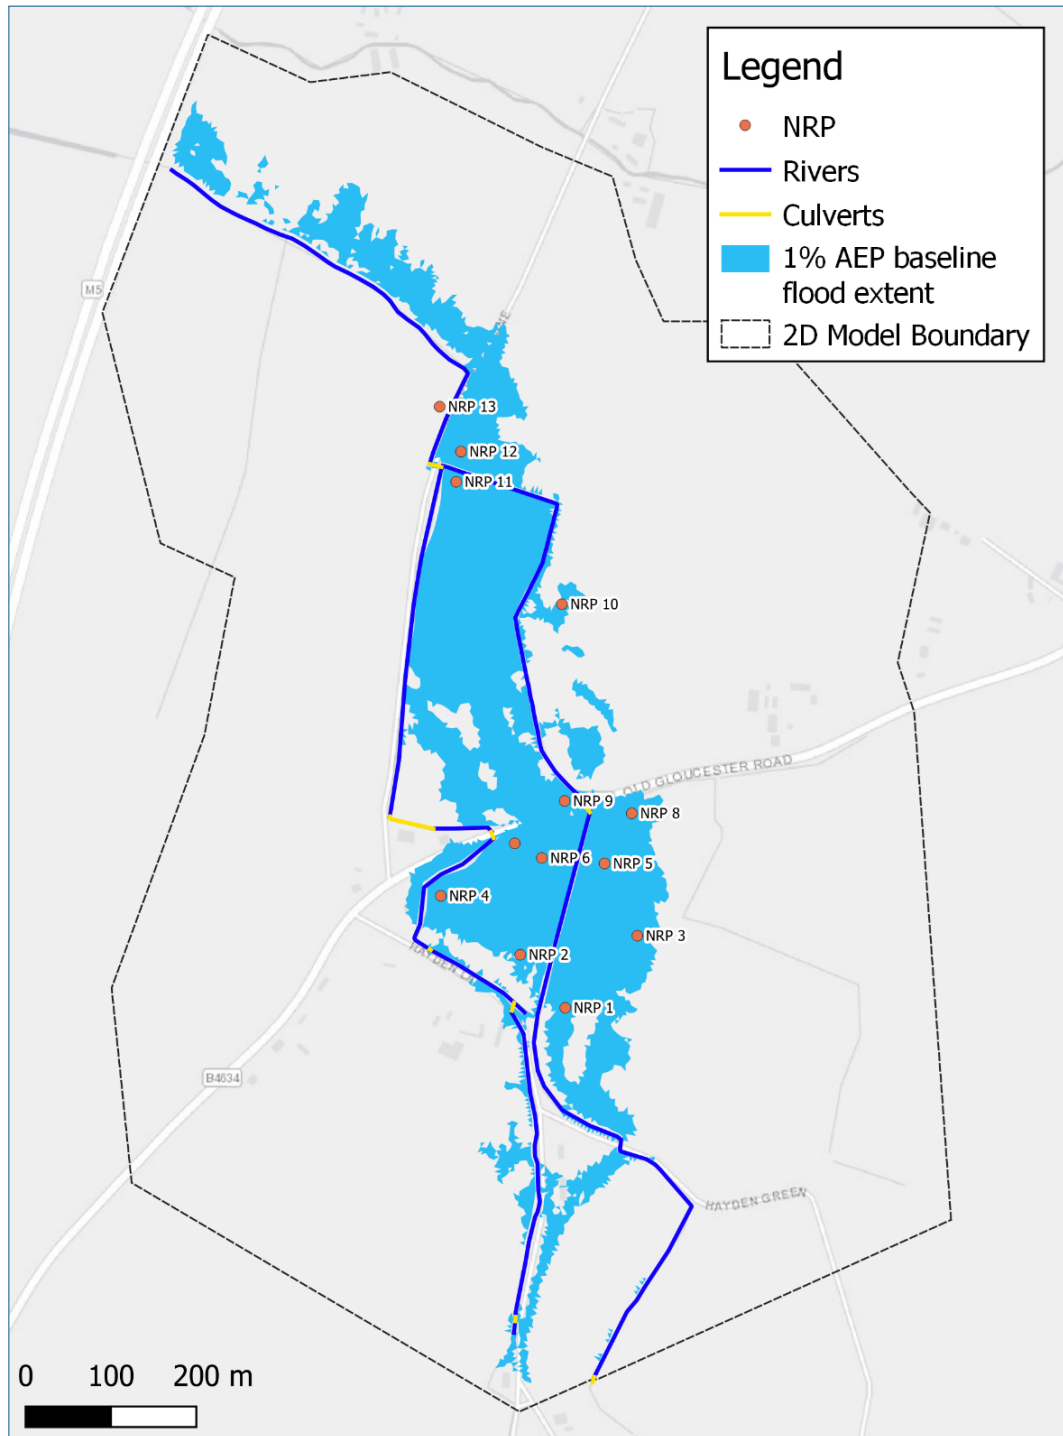 Legend
NRP
Rivers
Culverts
1% AEP baseline
flood extent
2D Model Boundary
M5
NRP 13
NRP 12
NRP 11
NRP 10
OLD GLOUCESTER ROAD
NRP 9
NRP 8
NRP 6
NRP 5
NRP 4
NRP 3
NRP 2
NRP 1
B4634
HAYDEN GREEN
0 100 200 m